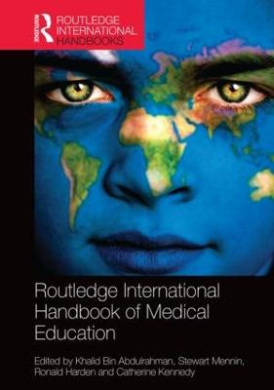 ROUTLEDGE
ROUTLEDGE
INTERNATIONAL
HANDBOOKS
Routledge International
Handbook of Medical
Education
Edited by Khalid Bin Abdulrahman, Stewart Mennin,
Ronald Harden and Catherine Kennedy